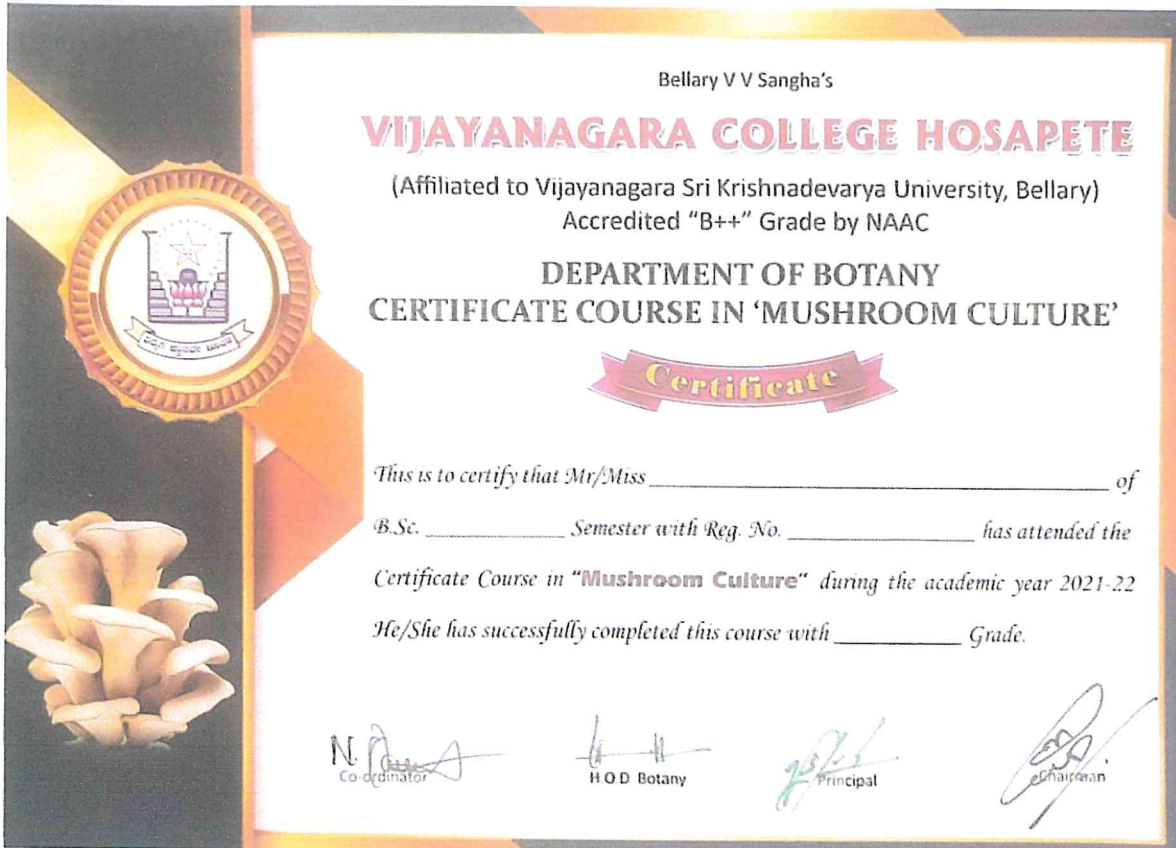 Bellary V V Sangha's
VIJAYANAGARA COLLEGE HOSAPETE
(Affiliated to Vijayanagara Sri Krishnadevarya University, Bellary)
Accredited "B++" Grade by NAAC
DEPARTMENT OF BOTANY
CERTIFICATE COURSE IN 'MUSHROOM CULTURE'
Certificate
This is to certify that Mr/Miss of
B.Sc. Semester with Reg. No. has attended the
Certificate Course in "Mushroom Culture" during the academic year 2021-22
He/She has successfully completed this course with Grade.
Co-ordinator
H O D Botany
Principal
Chairman